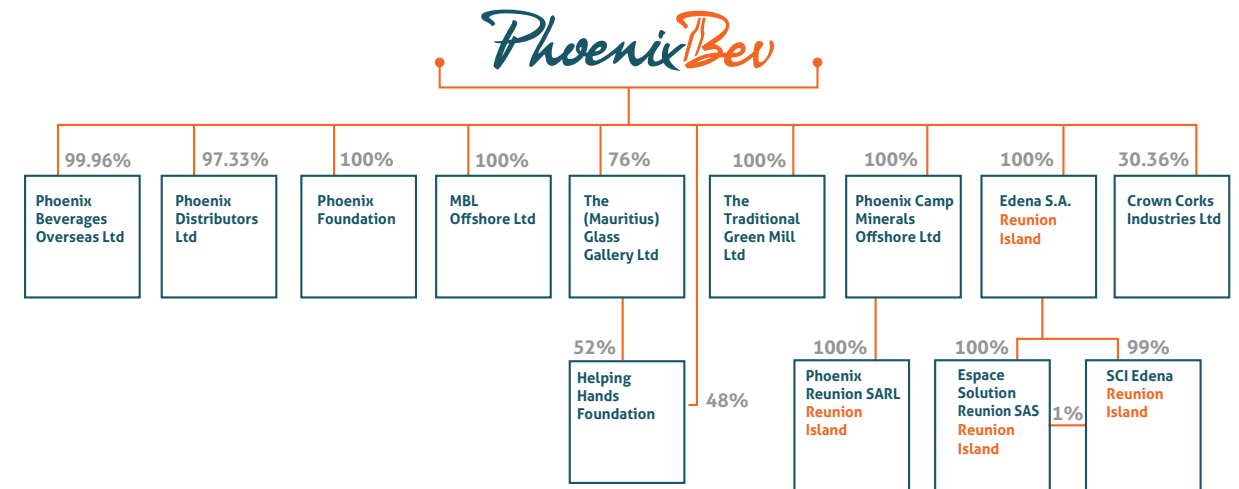 PhoenixBev
99.96%
97.33%
100%
100%
76%
100%
100%
100%
30.36%
Phoenix
Beverages
Overseas Ltd
Phoenix
Distributors
Ltd
Phoenix
Foundation
MBL
Offshore Ltd
The
(Mauritius)
Glass
Gallery Ltd
The
Traditional
Green Mill
Ltd
Phoenix Camp
Minerals
Offshore Ltd
Edena S.A.
Reunion
Island
Crown Corks
Industries Ltd
52%
48%
100%
100%
99%
Helping
Hands
Foundation
Phoenix
Reunion SARL
Reunion
Island
Espace
Solution
Reunion SAS
Reunion
Island
1%
SCI Edena
Reunion
Island